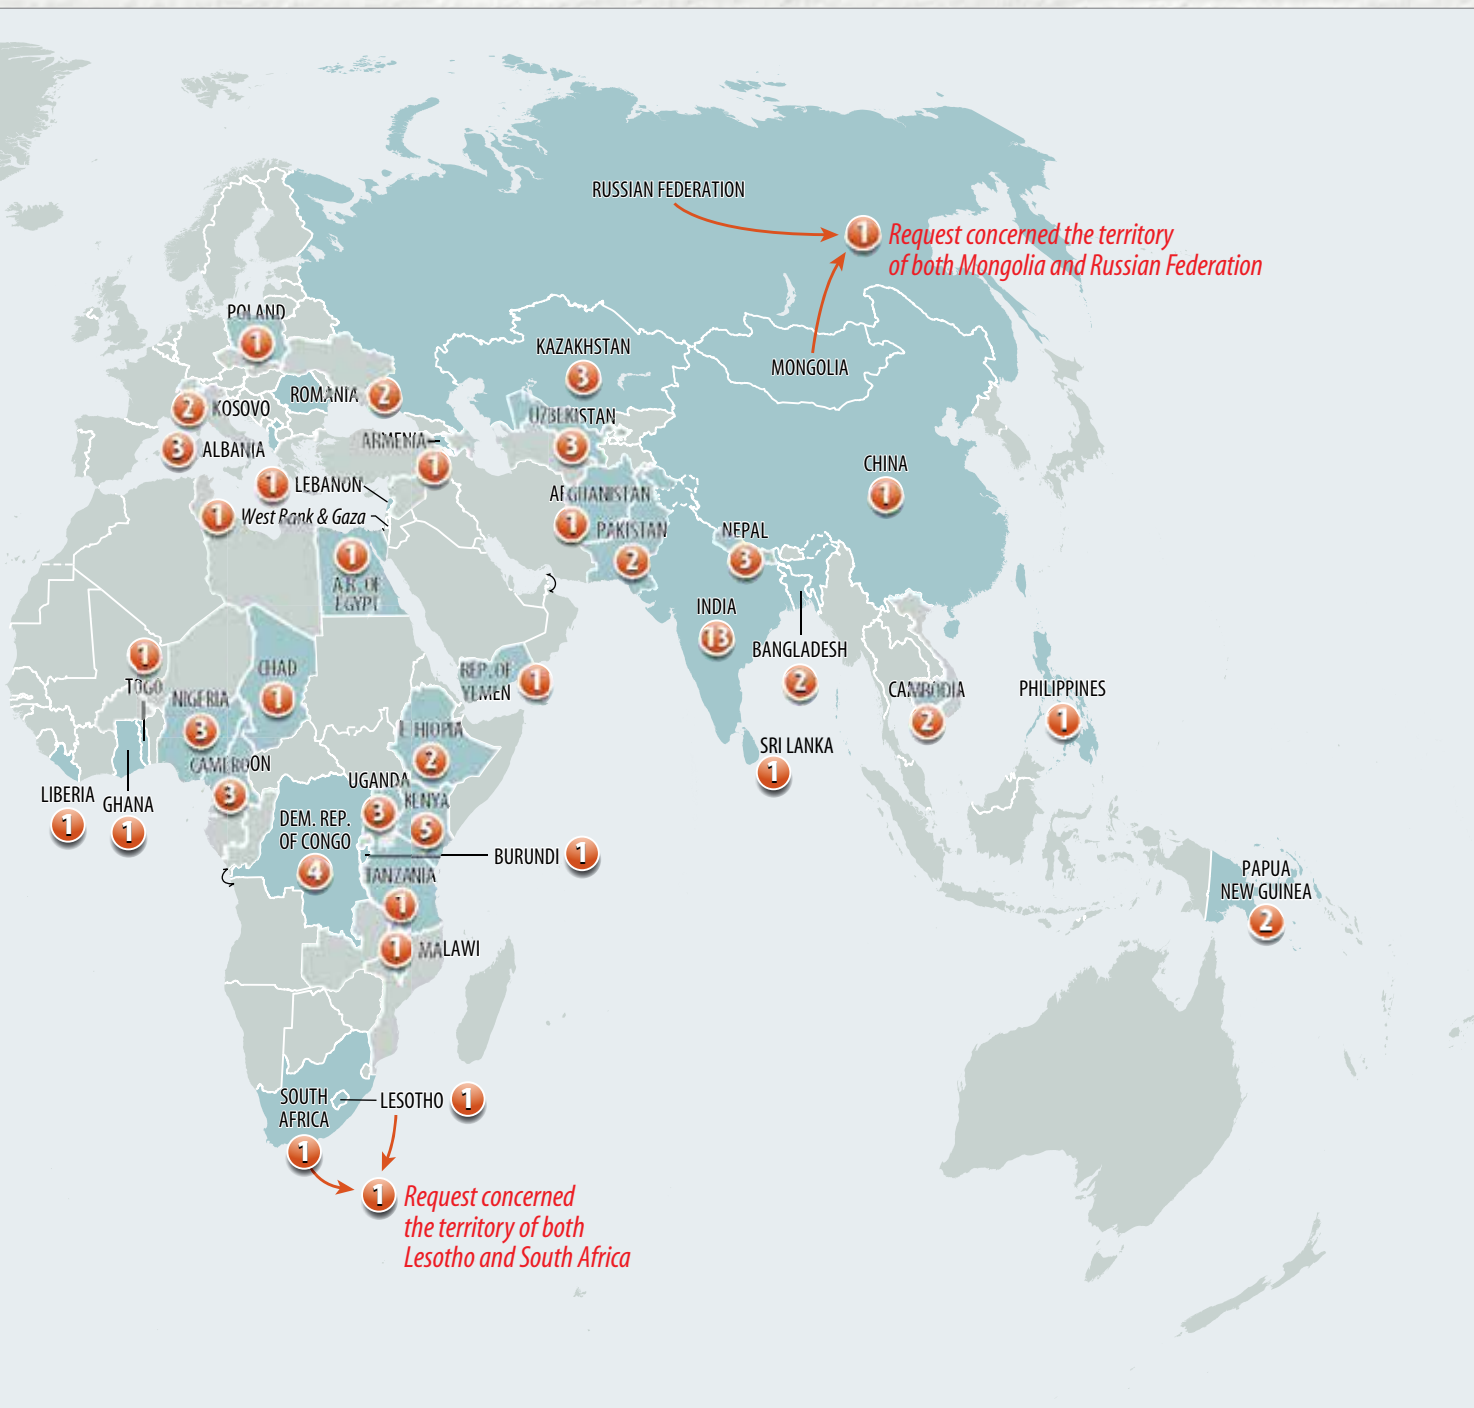 RUSSIAN FEDERATION
1
Request concerned the territory
of both Mongolia and Russian Federation
POLAND
1
KAZAKHSTAN
3
MONGOLIA
ROMANIA
2
2
KOSOVO
UZBEKISTAN
3
3
ALBANIA
ARMENIA
1
CHINA
1
1
LEBANON
AFGHANISTAN
1
1
West Bank & Gaza
PAKISTAN
2
NEPAL
3
1
A.R. OF
EGYPT
INDIA
13
BANGLADESH
2
1
TOGO
CHAD
1
REP. OF
YEMEN
1
NIGERIA
3
CAMBODIA
2
PHILIPPINES
1
ETHIOPIA
2
SRI LANKA
1
CAMEROON
3
UGANDA
3
KENYA
5
LIBERIA
1
GHANA
1
DEM. REP.
OF CONGO
4
BURUNDI
1
TANZANIA
1
PAPUA
NEW GUINEA
2
1
MALAWI
SOUTH
AFRICA
1
LESOTHO
1
1
Request concerned
the territory of both
Lesotho and South Africa